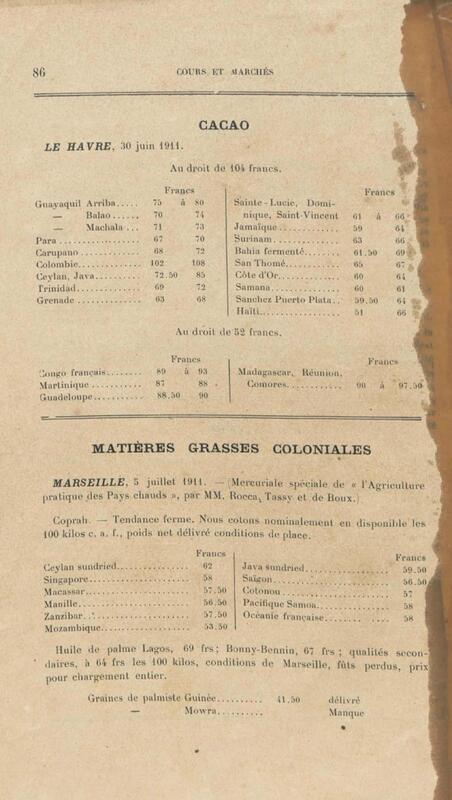 86
COURS ET MARCHÉS
CACAO
LE HAVRE, 30 juin 1911.
Au droit de 104 francs.
Francs
Guayaquil Arriba..... 75 à 80
— Balao...... 70 74
— Machala... 71 73
Para................ 67 70
Carupano........... 68 72
Colombie............ 102 108
Ceylan, Java........ 72.50 85
Trinidad............ 69 72
Grenade............. 63 68
Francs
Sainte-Lucie, Domi-
nique, Saint-Vincent 61 à 66
Jamaïque............ 59 64
Surinam............. 63 66
Bahia fermenté...... 61.50 69
San Thomé........... 65 67
Côte d'Or........... 60 64
Samana.............. 60 61
Sanchez Puerto Plata.. 59.50 64
Haïti............... 51 66
Au droit de 52 francs.
Francs
Congo français....... 89 à 93
Martinique.......... 87 88
Guadeloupe.......... 88.50 90
Francs
Madagascar, Réunion,
Comores............ 90 à 97.50
MATIÈRES GRASSES COLONIALES
MARSEILLE, 5 juillet 1911. — (Mercuriale spéciale de « l'Agriculture
pratique des Pays chauds », par MM. Rocca, Tassy et de Roux.)
Coprah. — Tendance ferme. Nous cotons nominalement en disponible les
100 kilos c. a. f., poids net délivré conditions de place.
Francs
Ceylan sundried............... 62
Singapore.................... 58
Macassar..................... 57.50
Manille...................... 56.50
Zanzibar..................... 57.50
Mozambique................... 53.50
Francs
Java sundried................ 59.50
Saïgon....................... 56.50
Cotonou...................... 57
Pacifique Samoa.............. 58
Océanie française............ 58
Huile de palme Lagos, 69 frs; Bonny-Bennin, 67 frs; qualités secon-
daires, à 64 frs les 100 kilos, conditions de Marseille, fûts perdus, prix
pour chargement entier.
Graines de palmiste Guinée.......... 41.50 délivré
— Mowra......... Manque